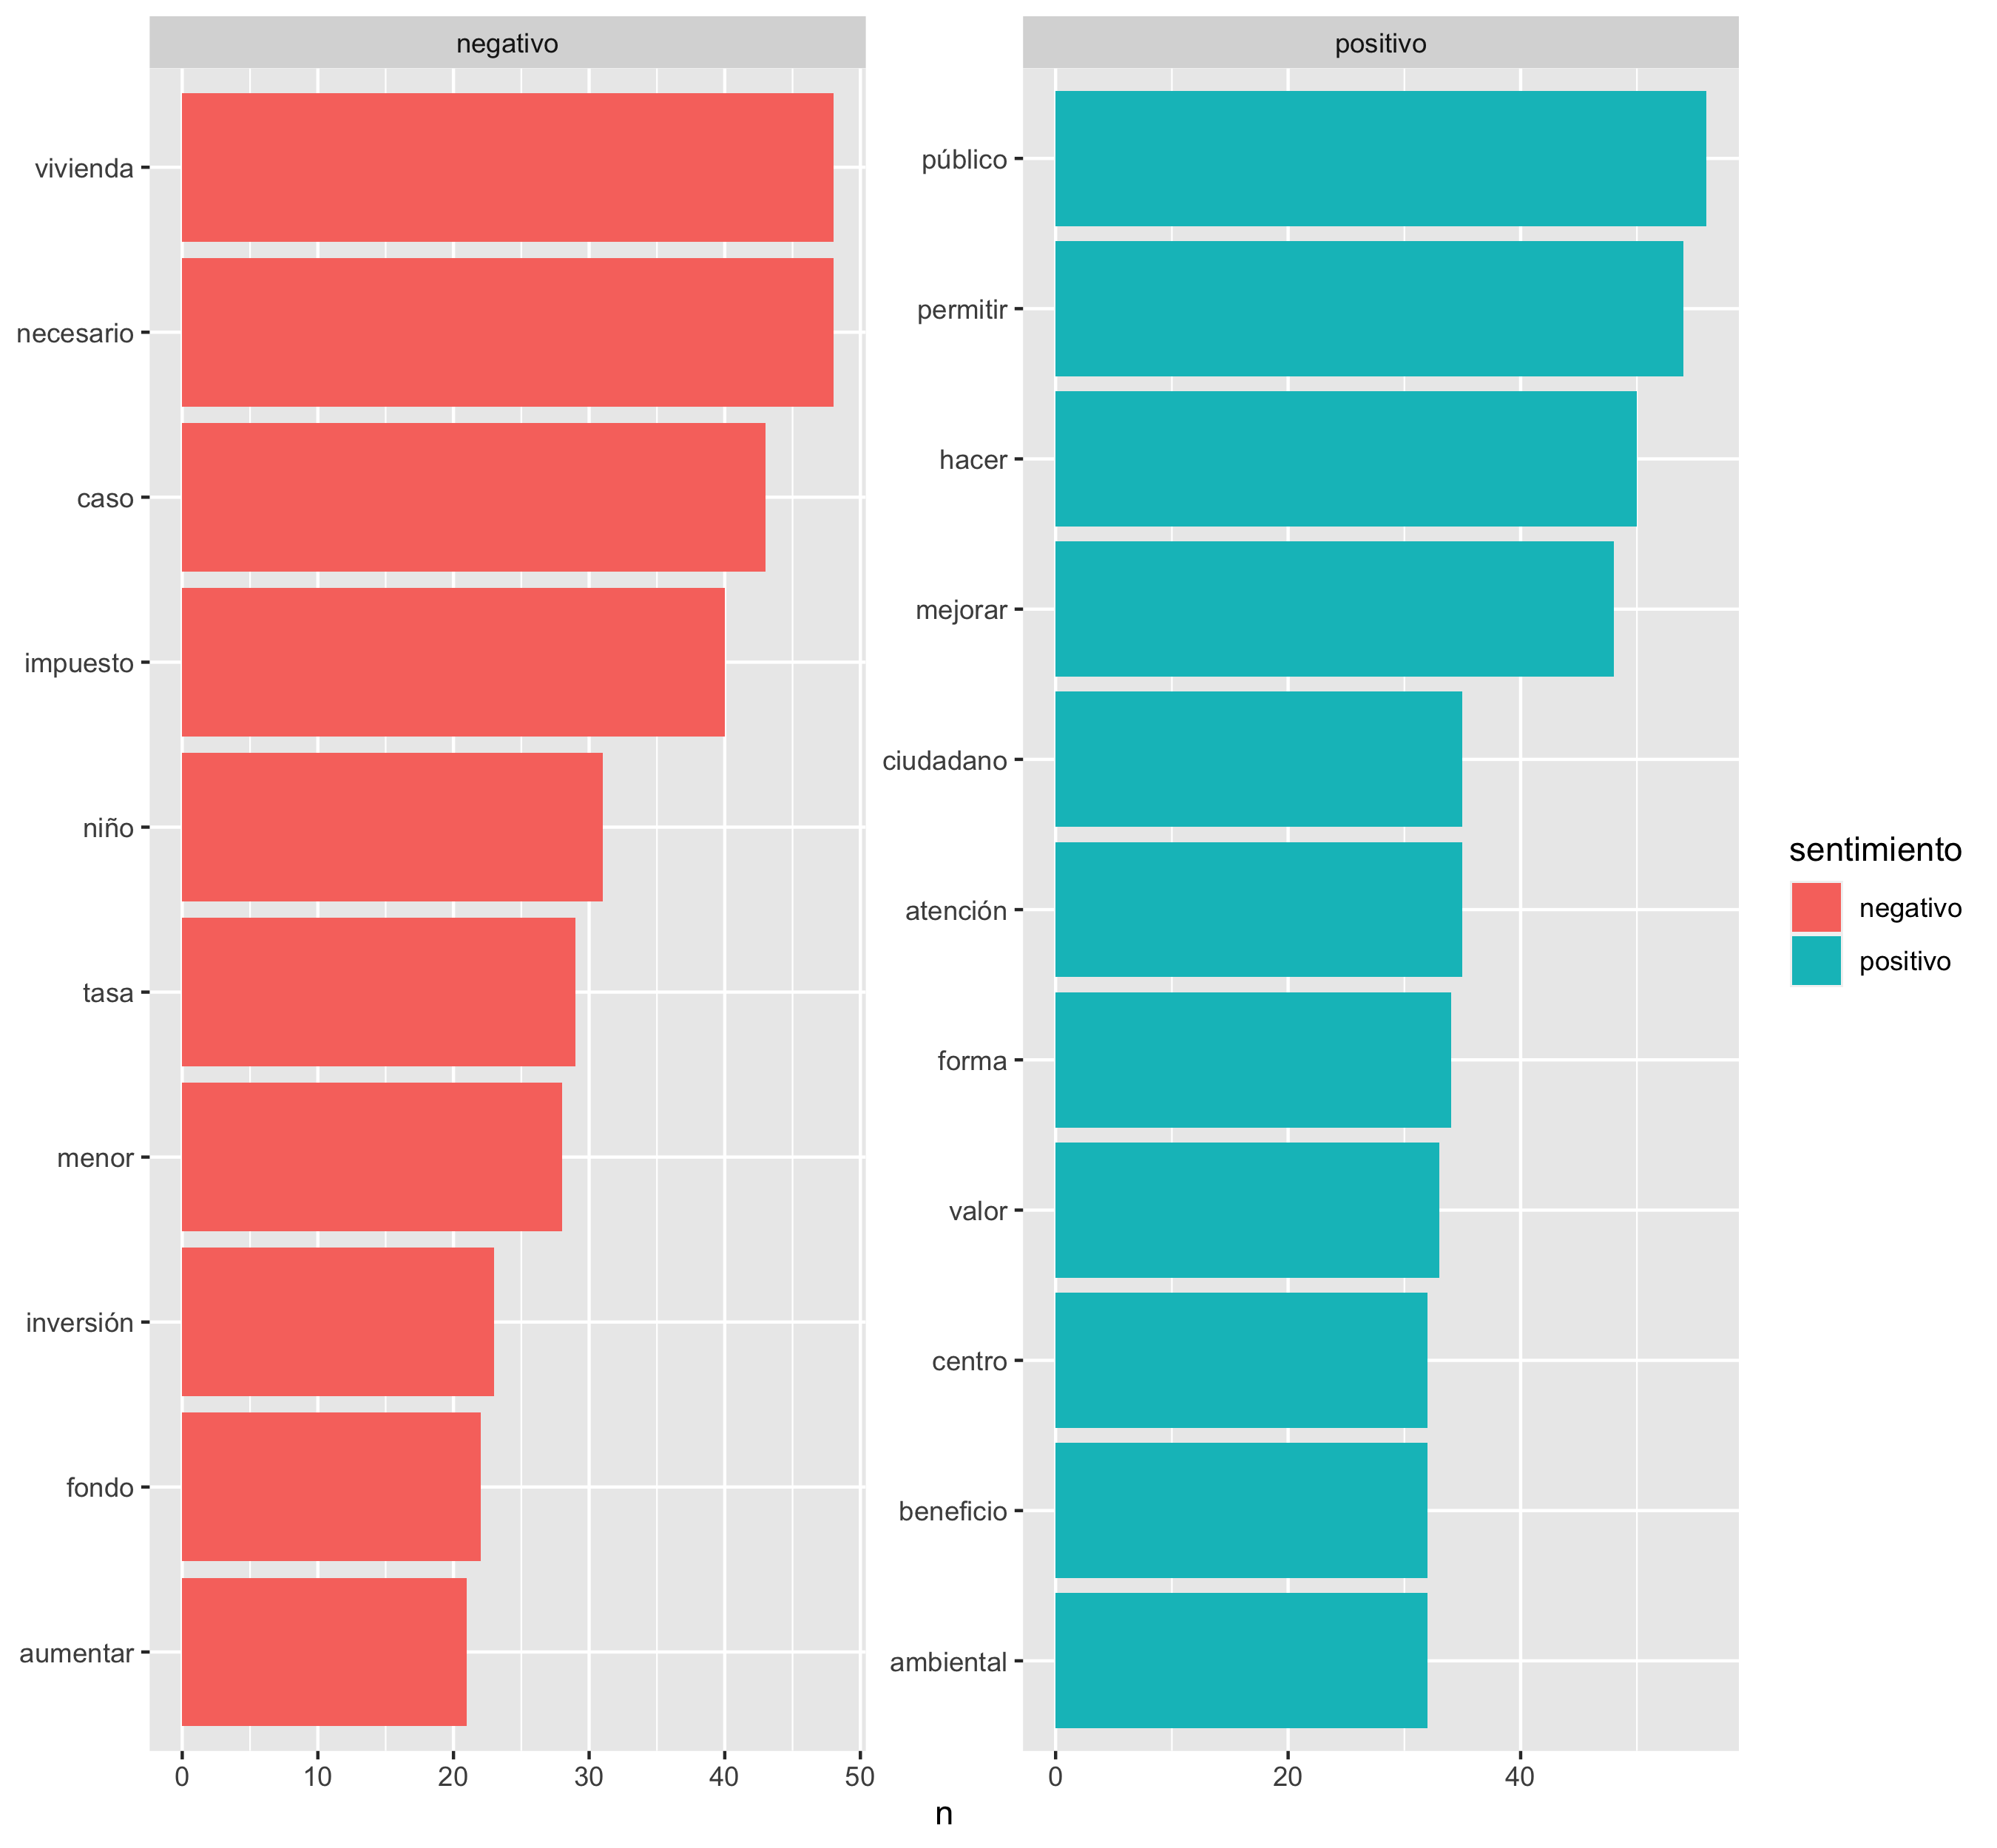 negativo
vivienda
necesario
caso
impuesto
niño
tasa
menor
inversión
fondo
aumentar
0 10 20 30 40 50
positivo
público
permitir
hacer
mejorar
ciudadano
atención
forma
valor
centro
beneficio
ambiental
0 20 40
n
sentimiento
negativo
positivo